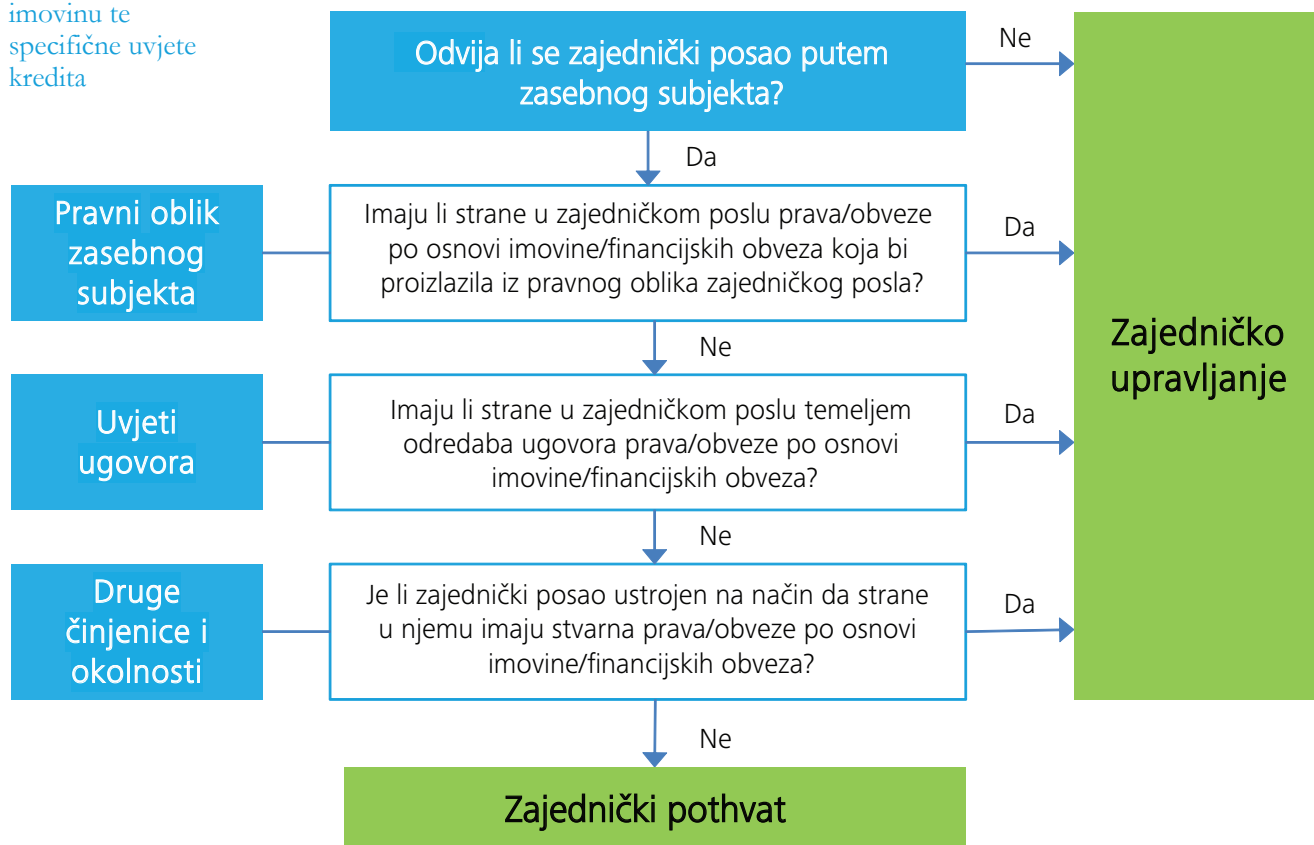 imovinu te
specifične uvjete
kredita
Odvija li se zajednički posao putem
zasebnog subjekta?
Ne
Da
Pravni oblik
zasebnog
subjekta
Imaju li strane u zajedničkom poslu prava/obveze
po osnovi imovine/financijskih obveza koja bi
proizlazila iz pravnog oblika zajedničkog posla?
Da
Ne
Zajedničko
upravljanje
Uvjeti
ugovora
Imaju li strane u zajedničkom poslu temeljem
odredaba ugovora prava/obveze po osnovi
imovine/financijskih obveza?
Da
Ne
Druge
činjenice i
okolnosti
Je li zajednički posao ustrojen na način da strane
u njemu imaju stvarna prava/obveze po osnovi
imovine/financijskih obveza?
Da
Ne
Zajednički pothvat